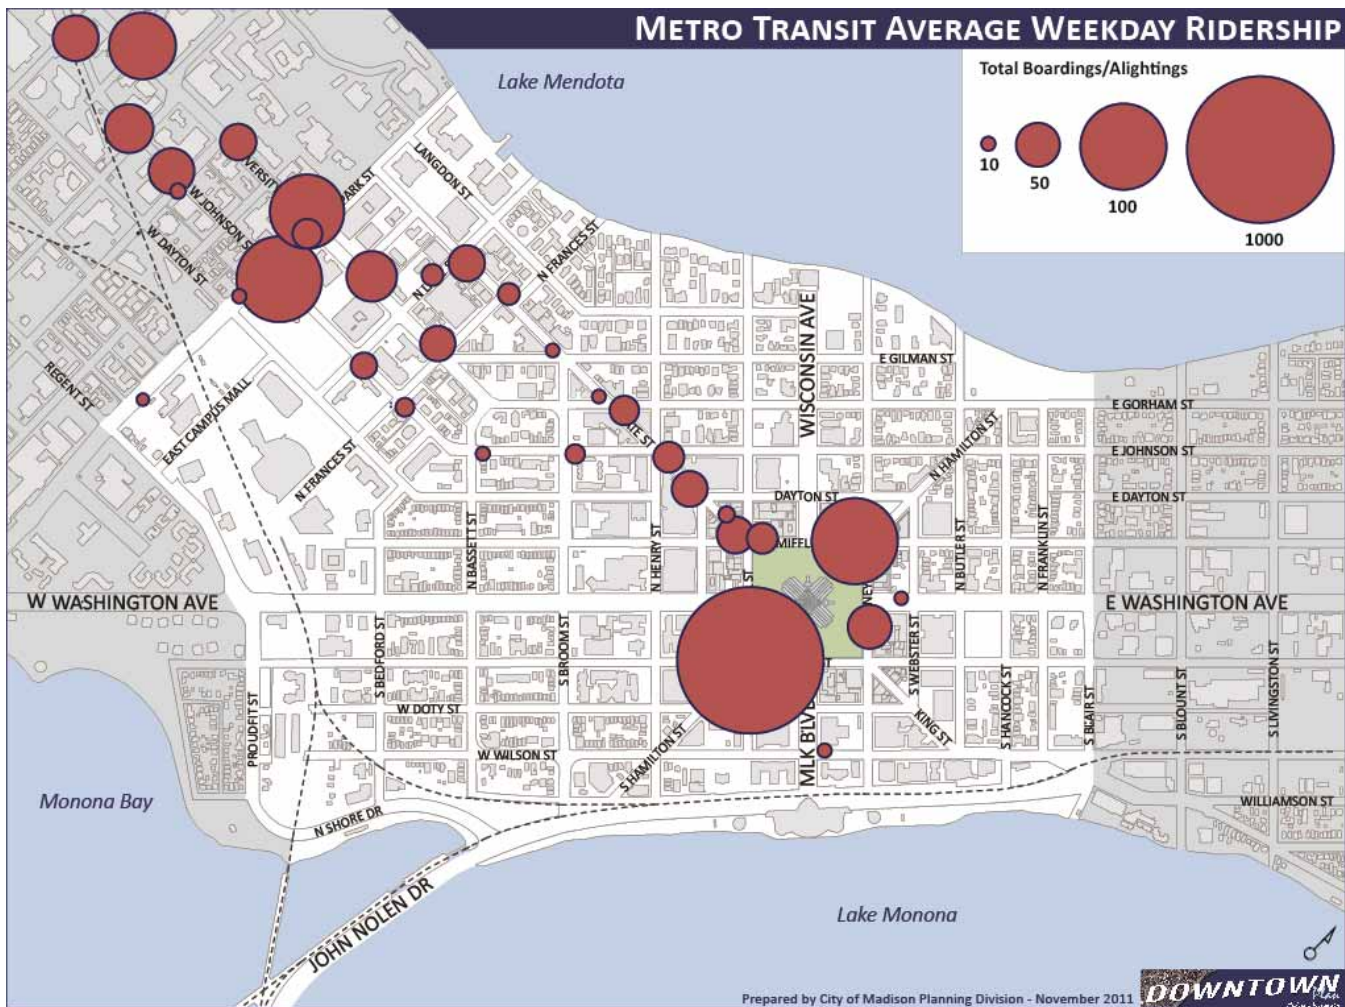 METRO TRANSIT AVERAGE WEEKDAY RIDERSHIP
Lake Mendota
Total Boardings/Alightings
10
50
100
1000
LANGDON ST
W JOHNSON ST
W DAYTON ST
N FRANCES ST
WISCONSIN AVE
E GILMAN ST
REGENT ST
EAST CAMPUS MALL
E GORHAM ST
N HAMILTON ST
E JOHNSON ST
N FRANCES ST
DAYTON ST
E DAYTON ST
N BASSETT ST
N HENRY ST
N BUTLER ST
N FRANKLIN ST
W WASHINGTON AVE
E WASHINGTON AVE
S BEDFORD ST
S BROOM ST
S WEBSTER ST
S HANCOCK ST
S BLAIR ST
S BLOUNT ST
S LIVINGSTON ST
PROUDFIT ST
W DOTY ST
KING ST
W WILSON ST
S HAMILTON ST
MLK BLVD
Monona Bay
N SHORE DR
WILLIAMSON ST
JOHN NOLEN DR
Lake Monona
Prepared by City of Madison Planning Division - November 2011
DOWNTOWN
Plan